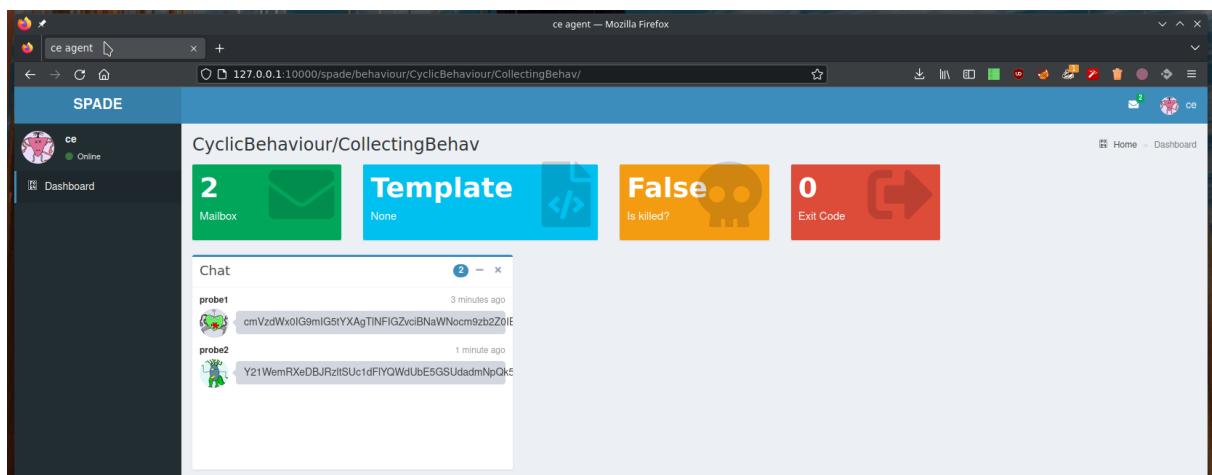 ce agent — Mozilla Firefox
ce agent
127.0.0.1:10000/spade/behaviour/CyclicBehaviour/CollectingBehav/
SPADE
2
ce
ce
Online
Dashboard
CyclicBehaviour/CollectingBehav
Home
Dashboard
2
Mailbox
Template
None
False
Is killed?
0
Exit Code
Chat
2
probe1
3 minutes ago
probe2
1 minute ago